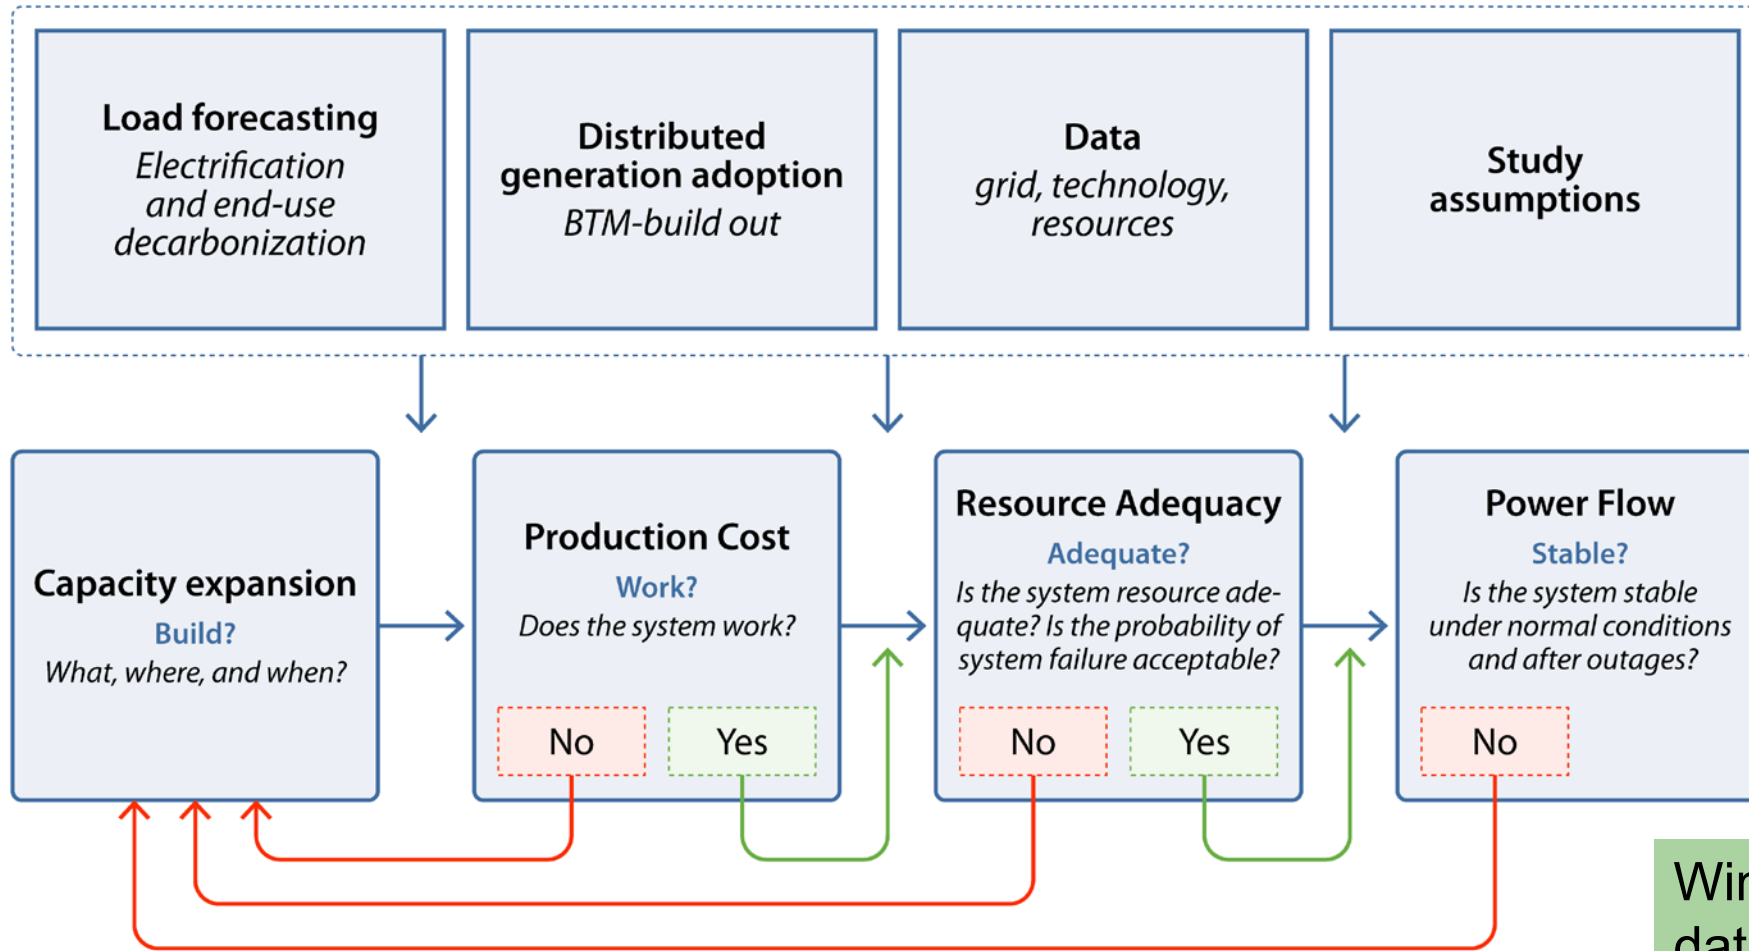 Load forecasting
Electrification
and end-use
decarbonization
Distributed
generation adoption
BTM-build out
Data
grid, technology,
resources
Study
assumptions
Capacity expansion
Build?
What, where, and when?
Production Cost
Work?
Does the system work?
No
Yes
Resource Adequacy
Adequate?
Is the system resource ade-
quate? Is the probability of
system failure acceptable?
No
Yes
Power Flow
Stable?
Is the system stable
under normal conditions
and after outages?
No